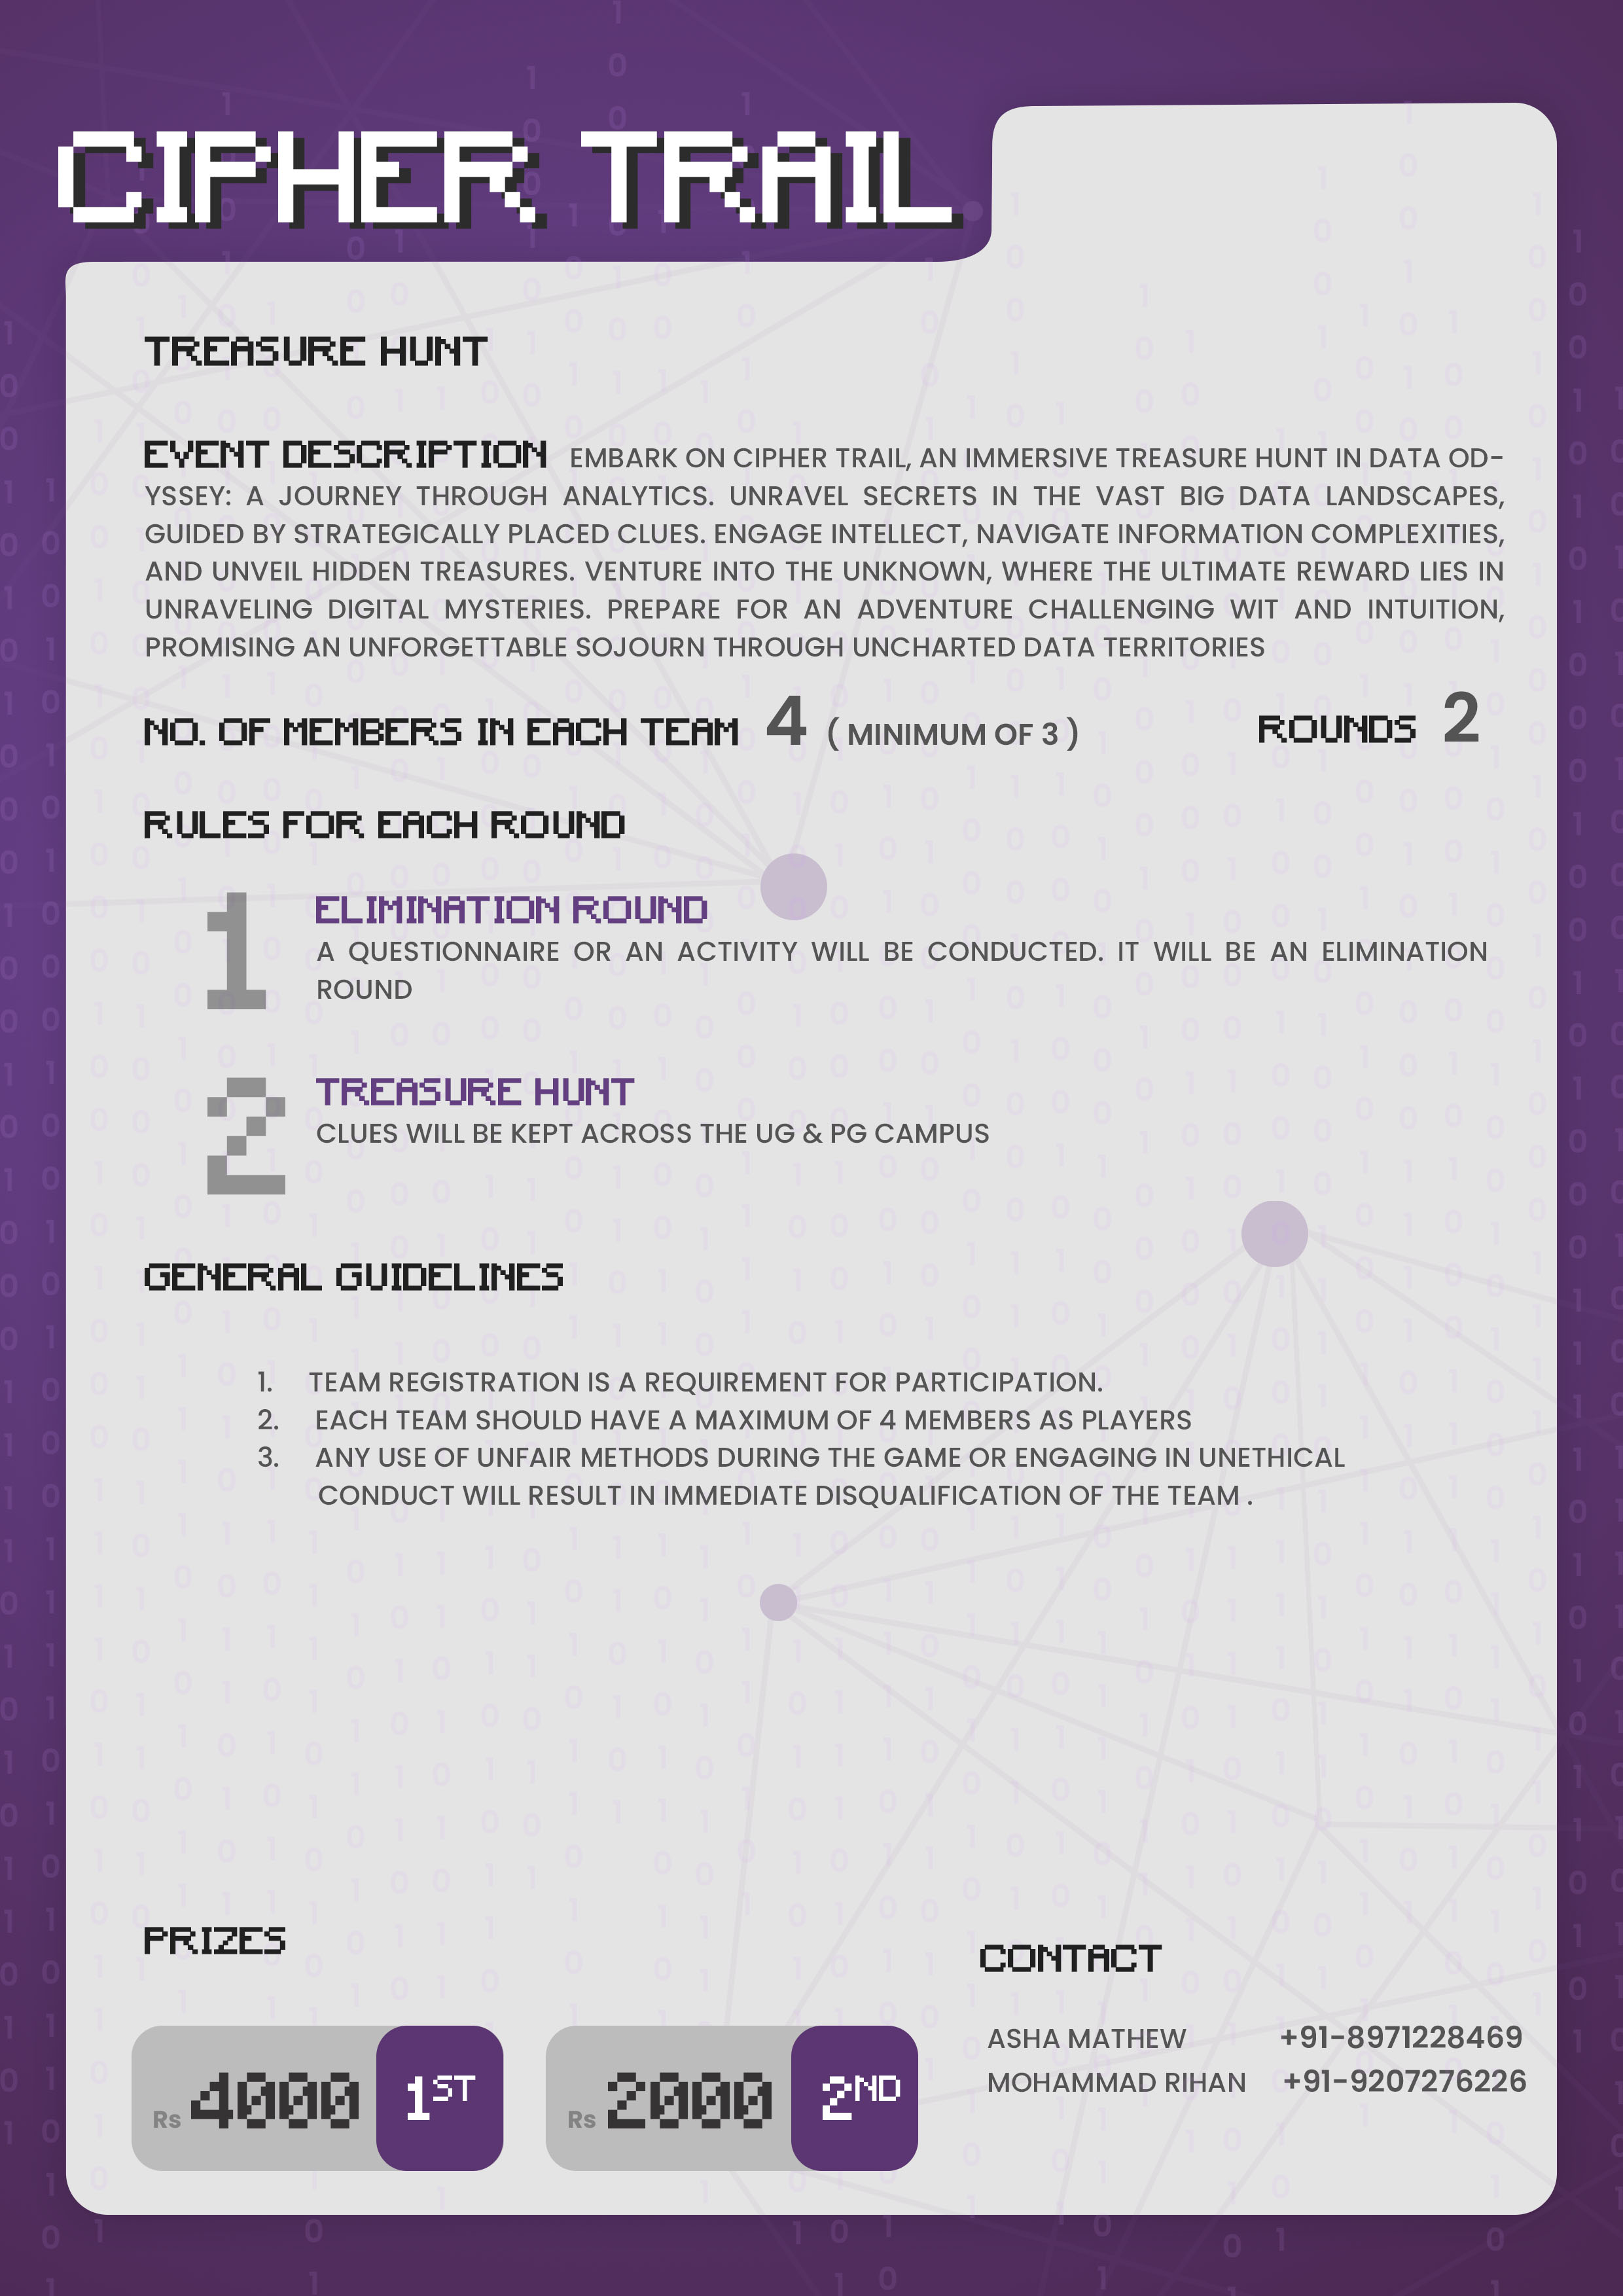 CIPHER TRAIL
TREASURE HUNT
EVENT DESCRIPTION EMBARK ON CIPHER TRAIL, AN IMMERSIVE TREASURE HUNT IN DATA OD-
YSSEY: A JOURNEY THROUGH ANALYTICS. UNRAVEL SECRETS IN THE VAST BIG DATA LANDSCAPES,
GUIDED BY STRATEGICALLY PLACED CLUES. ENGAGE INTELLECT, NAVIGATE INFORMATION COMPLEXITIES,
AND UNVEIL HIDDEN TREASURES. VENTURE INTO THE UNKNOWN, WHERE THE ULTIMATE REWARD LIES IN
UNRAVELING DIGITAL MYSTERIES. PREPARE FOR AN ADVENTURE CHALLENGING WIT AND INTUITION,
PROMISING AN UNFORGETTABLE SOJOURN THROUGH UNCHARTED DATA TERRITORIES
NO. OF MEMBERS IN EACH TEAM 4 ( MINIMUM OF 3 ) ROUNDS 2
RULES FOR EACH ROUND
1 ELIMINATION ROUND
A QUESTIONNAIRE OR AN ACTIVITY WILL BE CONDUCTED. IT WILL BE AN ELIMINATION
ROUND
2 TREASURE HUNT
CLUES WILL BE KEPT ACROSS THE UG & PG CAMPUS
GENERAL GUIDELINES
1. TEAM REGISTRATION IS A REQUIREMENT FOR PARTICIPATION.
2. EACH TEAM SHOULD HAVE A MAXIMUM OF 4 MEMBERS AS PLAYERS
3. ANY USE OF UNFAIR METHODS DURING THE GAME OR ENGAGING IN UNETHICAL
CONDUCT WILL RESULT IN IMMEDIATE DISQUALIFICATION OF THE TEAM .
PRIZES
Rs 4000 1ST
Rs 2000 2ND
CONTACT
ASHA MATHEW +91-8971228469
MOHAMMAD RIHAN +91-9207276226